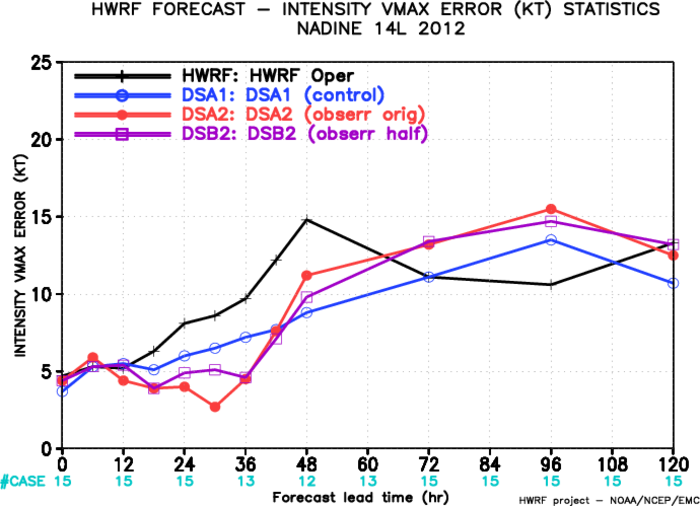 HWRF FORECAST – INTENSITY VMAX ERROR (KT) STATISTICS
NADINE 14L 2012
INTENSITY VMAX ERROR (KT)
25
20
15
10
5
0
HWRF: HWRF Oper
DSA1: DSA1 (control)
DSA2: DSA2 (obserr orig)
DSB2: DSB2 (obserr half)
0 12 24 36 48 60 72 84 96 108 120
#CASE 15 15 15 13 12 13 15 15 15 15 15
Forecast lead time (hr)
HWRF project – NOAA/NCEP/EMC